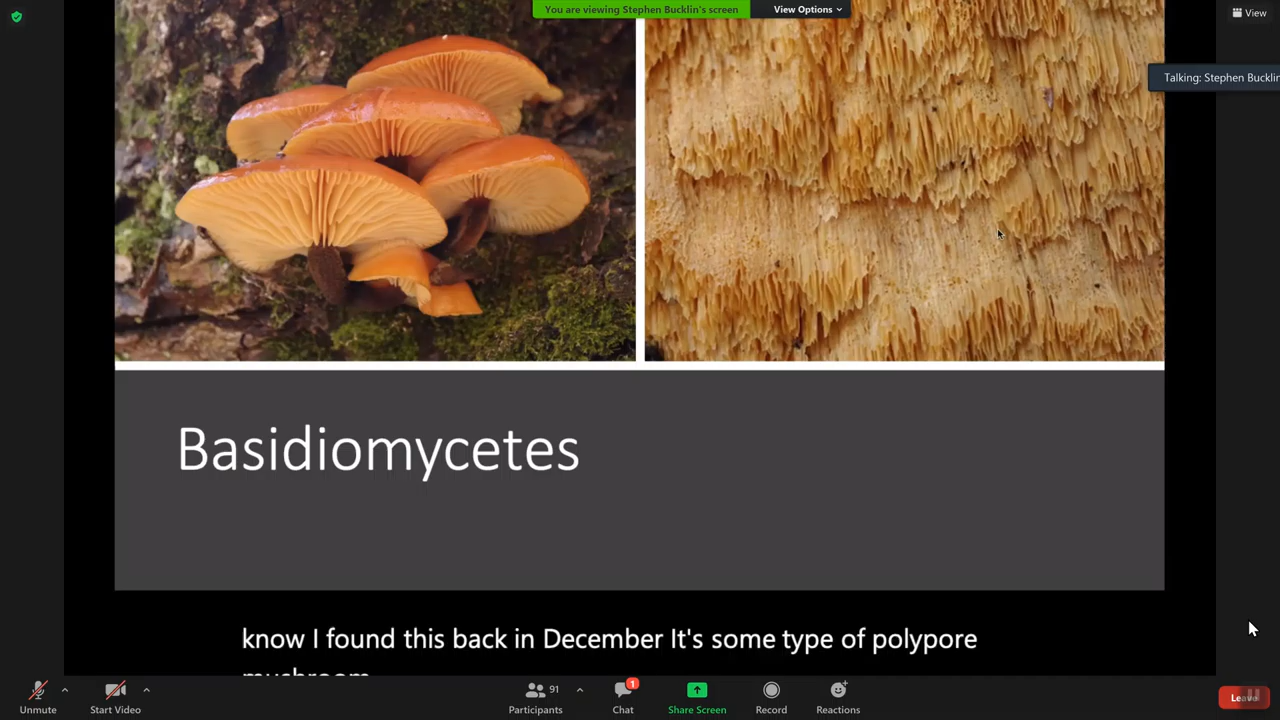 You are viewing Stephen Bucklin's screen
View Options
View
Talking: Stephen Bucklin
Basidiomycetes
know I found this back in December It's some type of polypore
mushroom
91
1
Unmute
Start Video
Participants
Chat
Share Screen
Record
Reactions
Leave